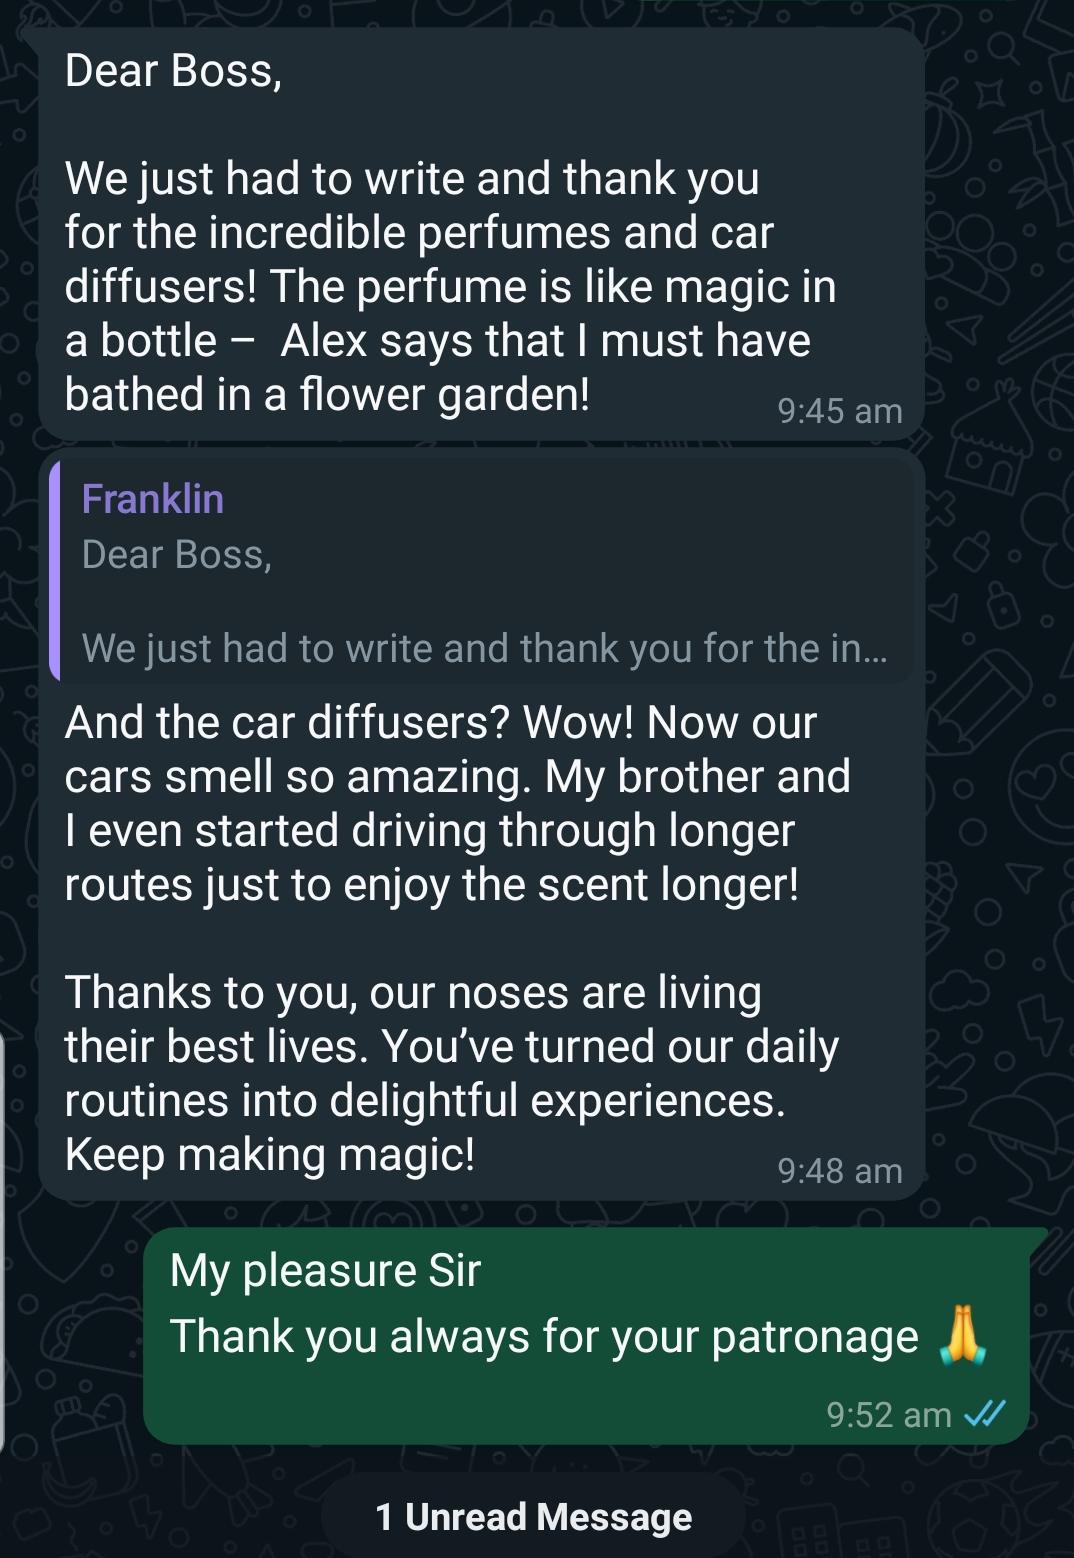 Dear Boss,
We just had to write and thank you
for the incredible perfumes and car
diffusers! The perfume is like magic in
a bottle –  Alex says that I must have
bathed in a flower garden!
9:45 am
Franklin
Dear Boss,
We just had to write and thank you for the in...
And the car diffusers? Wow! Now our
cars smell so amazing. My brother and
I even started driving through longer
routes just to enjoy the scent longer!
Thanks to you, our noses are living
their best lives. You’ve turned our daily
routines into delightful experiences.
Keep making magic!
9:48 am
My pleasure Sir
Thank you always for your patronage 🙏
9:52 am
1 Unread Message